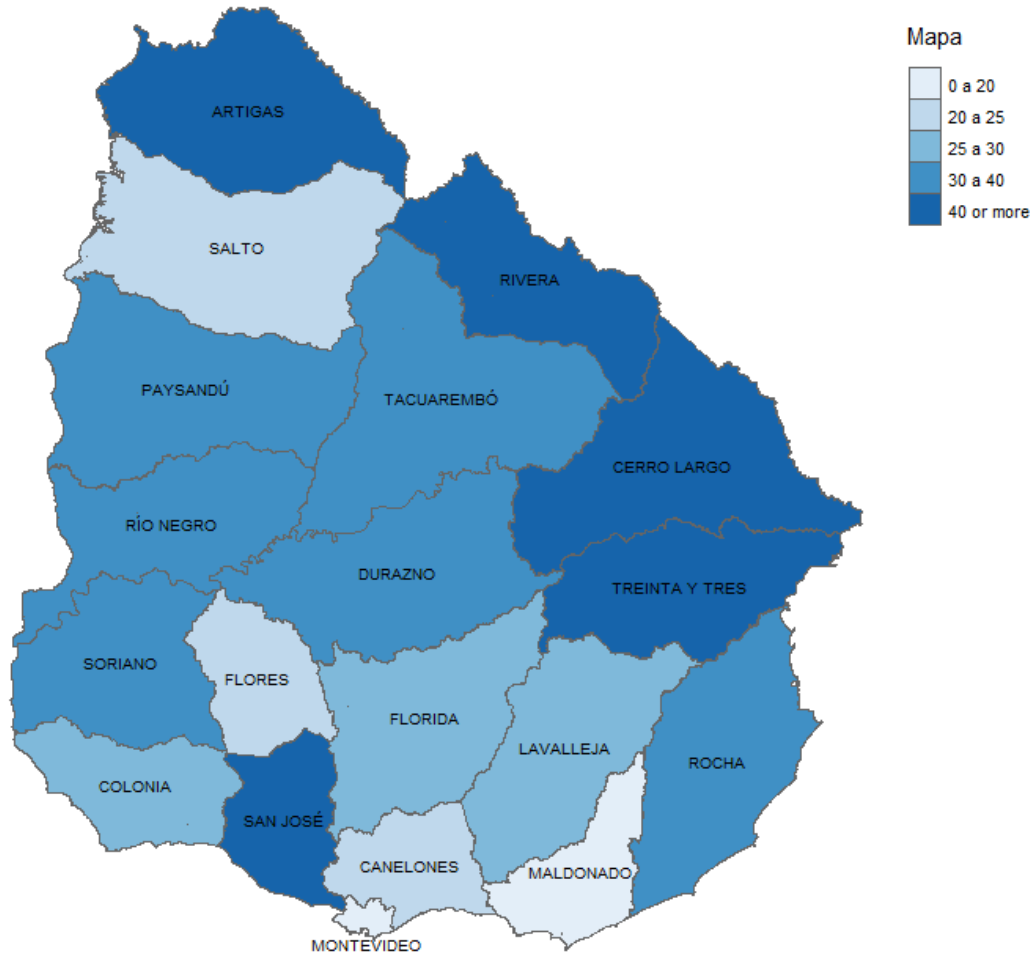 Mapa
0 a 20
20 a 25
25 a 30
30 a 40
40 or more
ARTIGAS
SALTO
RIVERA
PAYSANDÚ
TACUAREMBÓ
CERRO LARGO
RÍO NEGRO
DURAZNO
TREINTA Y TRES
SORIANO
FLORES
FLORIDA
LAVALLEJA
ROCHA
COLONIA
SAN JOSÉ
CANELONES
MALDONADO
MONTEVIDEO